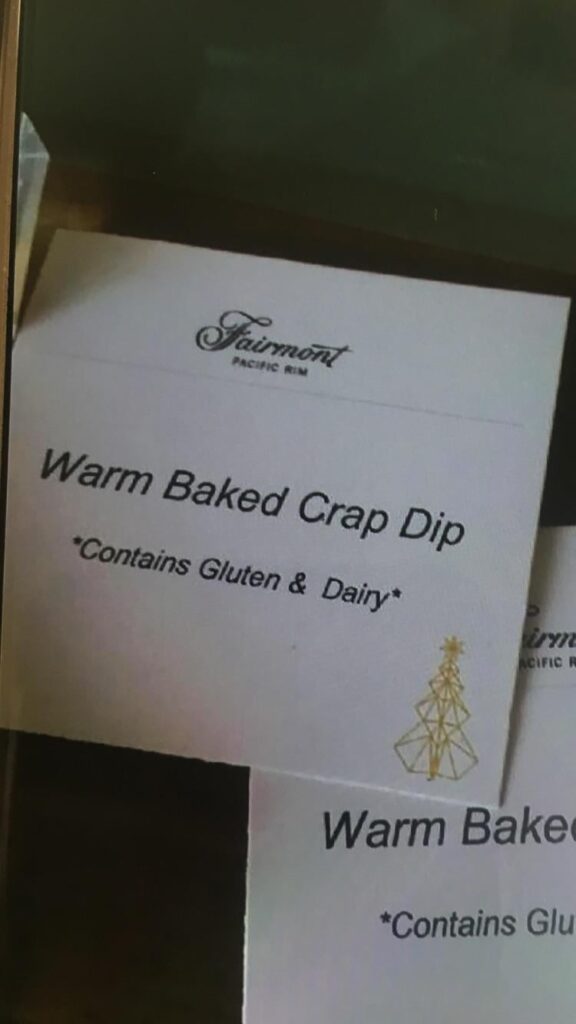 Fairmont
PACIFIC RIM
Warm Baked Crap Dip
*Contains Gluten & Dairy*
Warm Bake
*Contains Glu